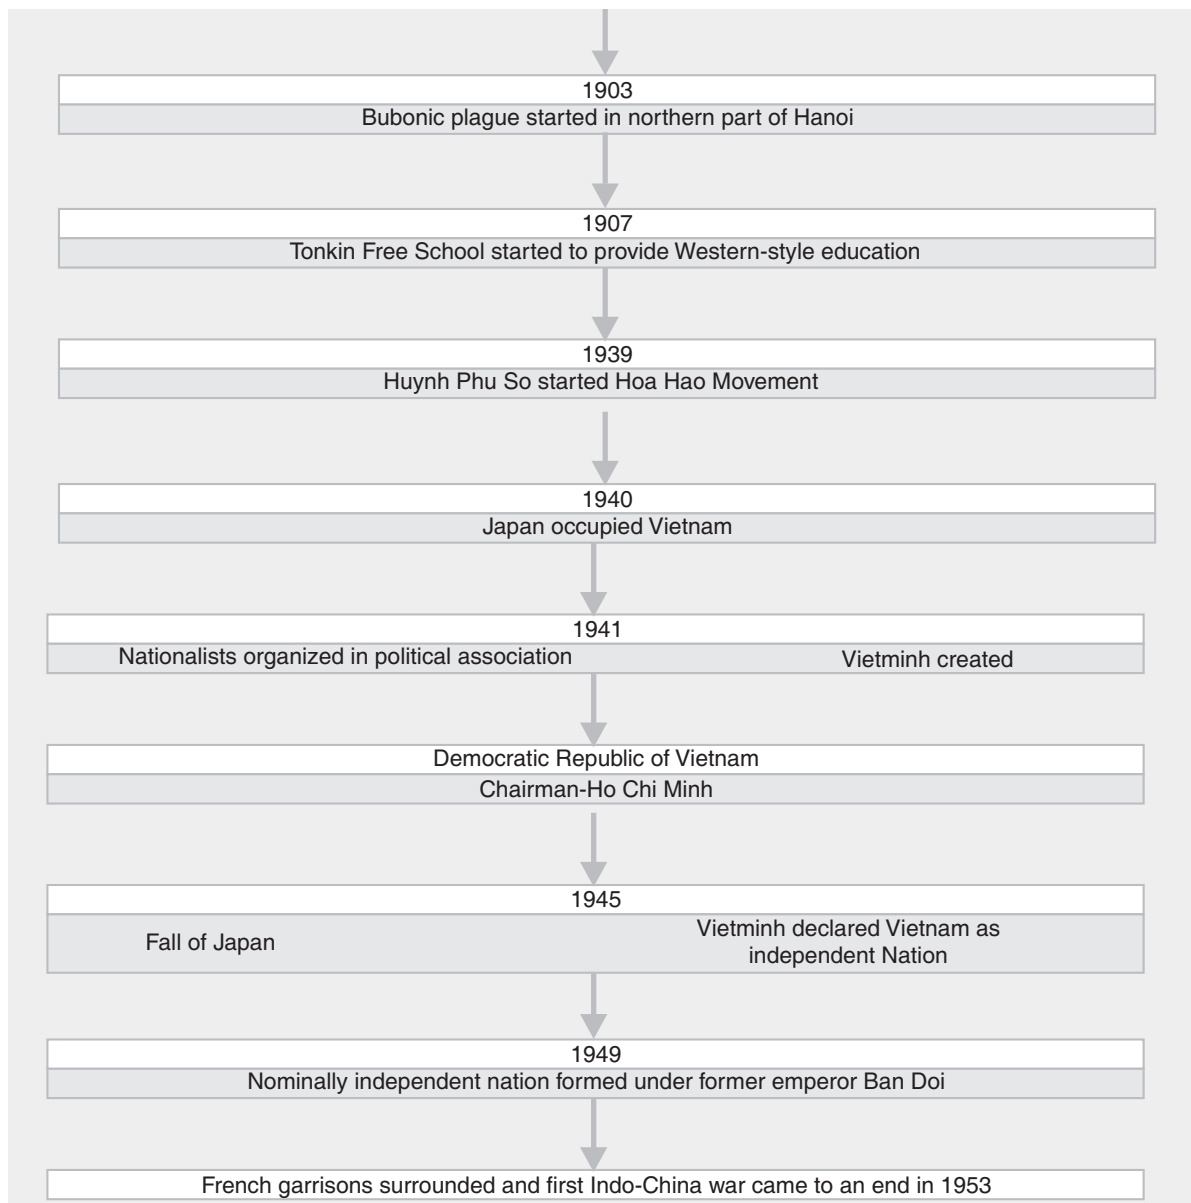 1903
Bubonic plague started in northern part of Hanoi
1907
Tonkin Free School started to provide Western-style education
1939
Huynh Phu So started Hoa Hao Movement
1940
Japan occupied Vietnam
1941
Nationalists organized in political association
Vietminh created
Democratic Republic of Vietnam
Chairman-Ho Chi Minh
1945
Fall of Japan
Vietminh declared Vietnam as
independent Nation
1949
Nominally independent nation formed under former emperor Ban Doi
French garrisons surrounded and first Indo-China war came to an end in 1953